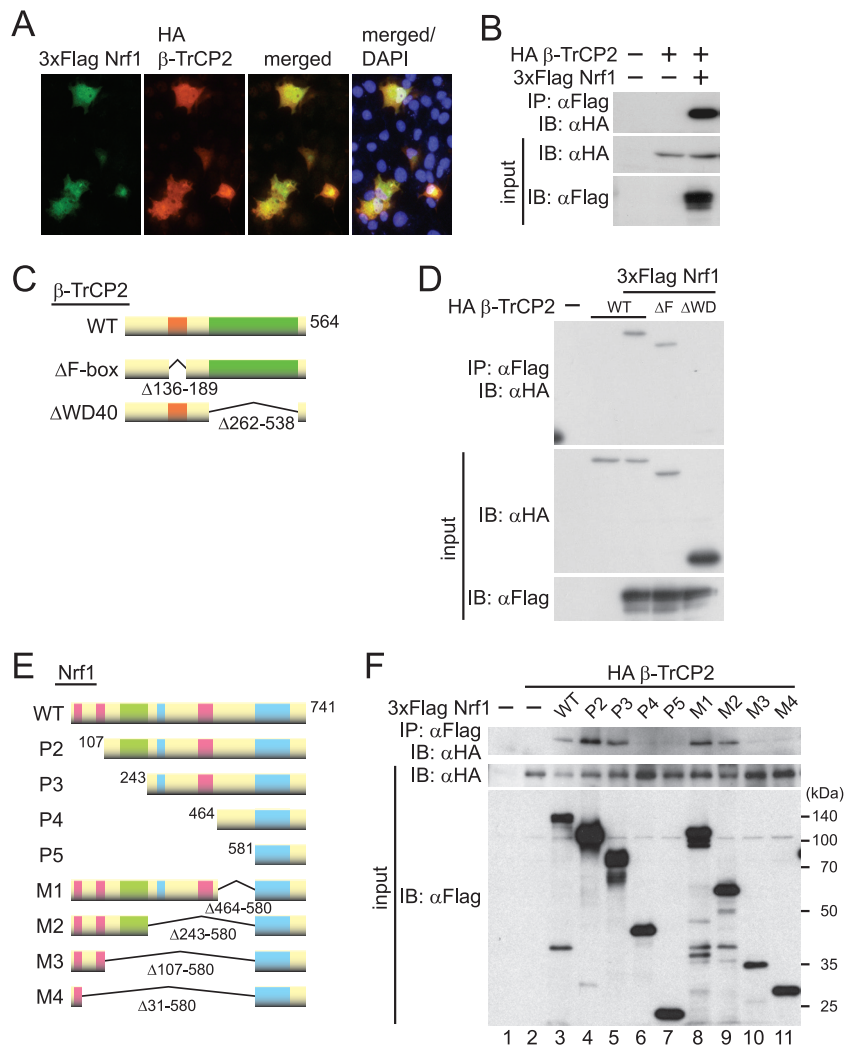 A
3xFlag Nrf1
HA
β-TrCP2
merged
merged/
DAPI
B
HA β-TrCP2 − + +
3xFlag Nrf1 − − +
IP: αFlag
IB: αHA
input
IB: αHA
IB: αFlag
C
β-TrCP2
WT
564
ΔF-box
Δ136-189
ΔWD40
Δ262-538
D
3xFlag Nrf1
HA β-TrCP2 − WT ΔF ΔWD
IP: αFlag
IB: αHA
input
IB: αHA
IB: αFlag
E
Nrf1
WT
741
P2
107
P3
243
P4
464
P5
581
M1
Δ464-580
M2
Δ243-580
M3
Δ107-580
M4
Δ31-580
F
HA β-TrCP2
3xFlag Nrf1 − − WT P2 P3 P4 P5 M1 M2 M3 M4
IP: αFlag
IB: αHA
input
IB: αHA
(kDa)
IB: αFlag
140
100
70
50
35
25
1 2 3 4 5 6 7 8 9 10 11